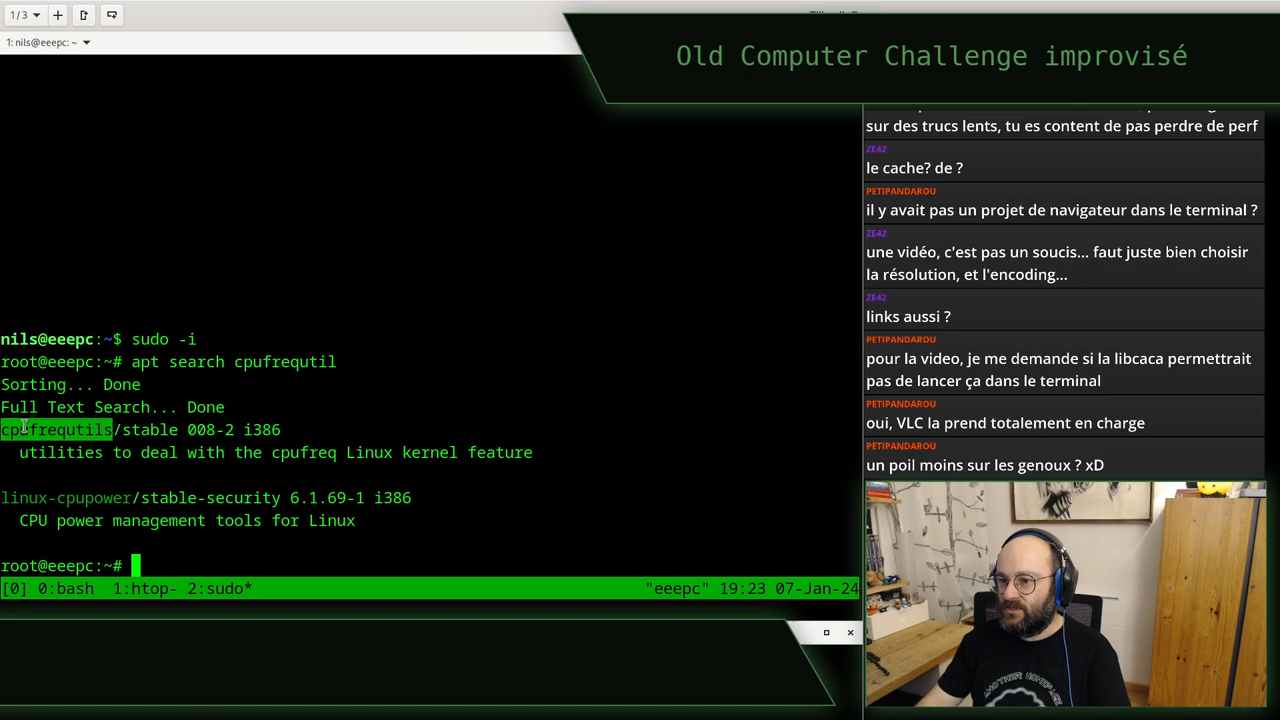 1/3
1: nils@eeepc: ~
Old Computer Challenge improvisé
nils@eeepc:~$ sudo -i
root@eeepc:~# apt search cpufrequtil
Sorting... Done
Full Text Search... Done
cpufrequtils/stable 008-2 i386
utilities to deal with the cpufreq Linux kernel feature
linux-cpupower/stable-security 6.1.69-1 i386
CPU power management tools for Linux
root@eeepc:~#
[0] 0:bash 1:htop- 2:sudo* "eeepc" 19:23 07-Jan-24
sur des trucs lents, tu es content de pas perdre de perf
ZE42
le cache? de ?
PETIPANDAROU
il y avait pas un projet de navigateur dans le terminal ?
ZE42
une vidéo, c'est pas un soucis... faut juste bien choisir
la résolution, et l'encoding...
ZE42
links aussi ?
PETIPANDAROU
pour la video, je me demande si la libcaca permettrait
pas de lancer ça dans le terminal
PETIPANDAROU
oui, VLC la prend totalement en charge
PETIPANDAROU
un poil moins sur les genoux ? xD
ANOTHER HOMEPAGE